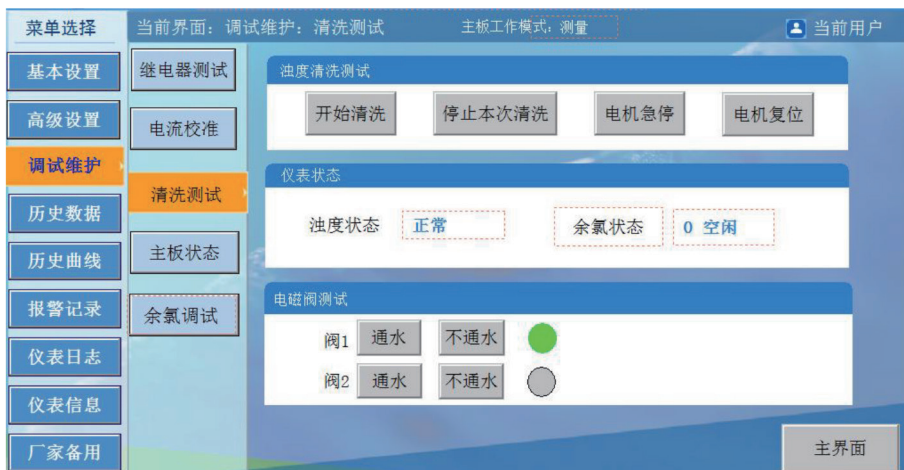 菜单选择
当前界面：调试维护：清洗测试
主板工作模式：测量
当前用户
基本设置
高级设置
调试维护
历史数据
历史曲线
报警记录
仪表日志
仪表信息
厂家备用
继电器测试
电流校准
清洗测试
主板状态
余氯调试
浊度清洗测试
开始清洗 停止本次清洗 电机急停 电机复位
仪表状态
浊度状态 正常 余氯状态 0 空闲
电磁阀测试
阀1 通水 不通水
阀2 通水 不通水
主界面